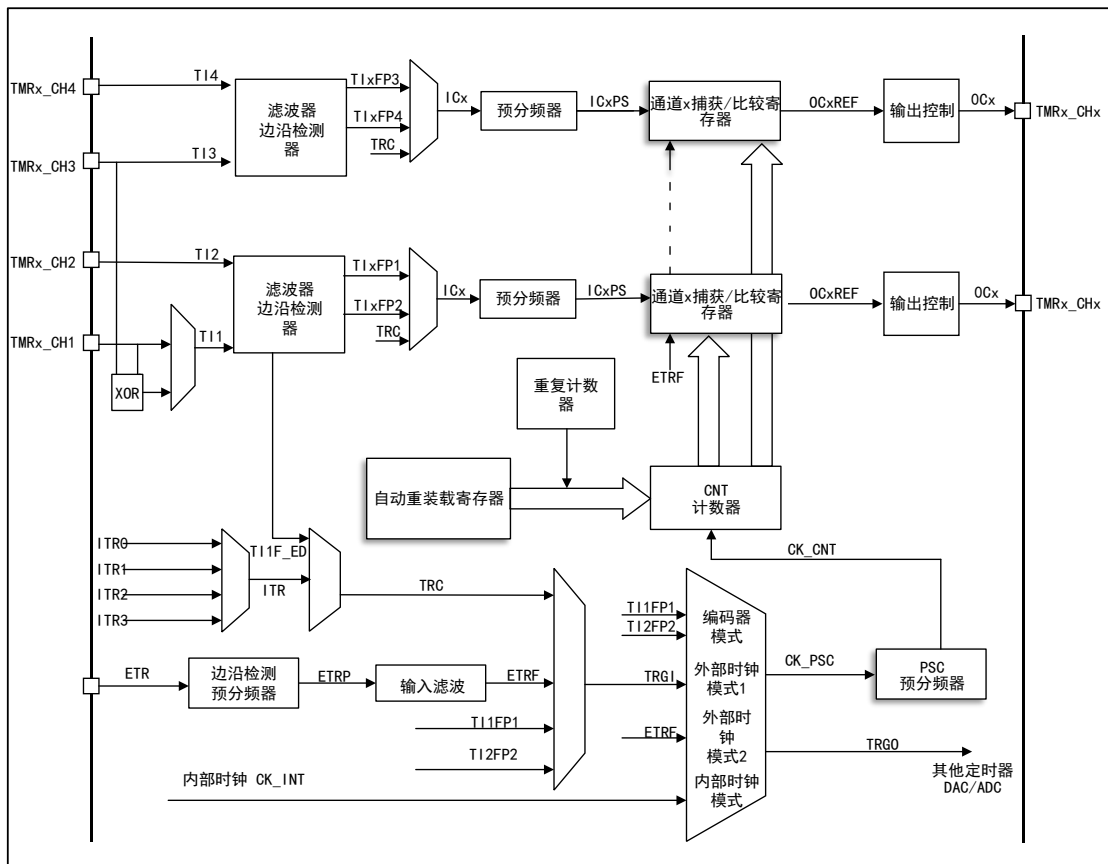 TMRx_CH4
TI4
滤波器
边沿检测
器
TIxFP3
TIxFP4
TRC
ICx
预分频器
ICxPS
通道x捕获/比较寄
存器
OCxREF
输出控制
OCx
TMRx_CHx
TMRx_CH3
TI3
TMRx_CH2
TI2
滤波器
边沿检测
器
TIxFP1
TIxFP2
TRC
ICx
预分频器
ICxPS
通道x捕获/比较寄
存器
OCxREF
输出控制
OCx
TMRx_CHx
TMRx_CH1
TI1
XOR
ETRF
重复计数
器
自动重装载寄存器
CNT
计数器
CK_CNT
ITR0
ITR1
ITR2
ITR3
ITR
TI1F_ED
TRC
ETR
边沿检测
预分频器
ETRP
输入滤波
ETRF
TI1FP1
TI2FP2
TRGI
TI1FP1
TI2FP2
ETRF
编码器
模式
外部时钟
模式1
外部时
钟
模式2
内部时钟
模式
CK_PSC
PSC
预分频器
TRGO
其他定时器
DAC/ADC
内部时钟 CK_INT